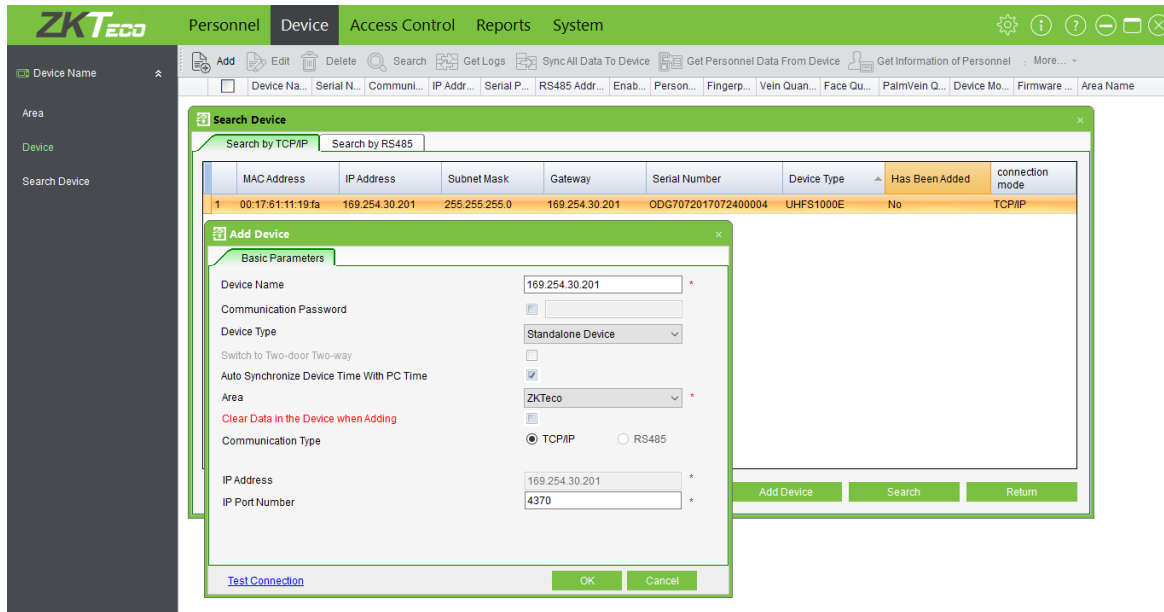 ZKTeco Personnel Device Access Control Reports System
Device Name
Area
Device
Search Device
Add Edit Delete Search Get Logs Sync All Data To Device Get Personnel Data From Device Get Information of Personnel More...
Device Na... Serial N... Communi... IP Addr... Serial P... RS485 Addr... Enab... Person... Fingerp... Vein Quan... Face Qu... PalmVein Q... Device Mo... Firmware ... Area Name
Search Device
Search by TCP/IP Search by RS485
MAC Address IP Address Subnet Mask Gateway Serial Number Device Type Has Been Added connection mode
1 00:17:61:11:19:fa 169.254.30.201 255.255.255.0 169.254.30.201 ODG7072017072400004 UHFS1000E No TCP/IP
Add Device
Basic Parameters
Device Name 169.254.30.201 *
Communication Password
Device Type Standalone Device
Switch to Two-door Two-way
Auto Synchronize Device Time With PC Time
Area ZKTeco *
Clear Data in the Device when Adding
Communication Type TCP/IP RS485
IP Address 169.254.30.201 *
IP Port Number 4370 *
Test Connection OK Cancel
Add Device Search Return